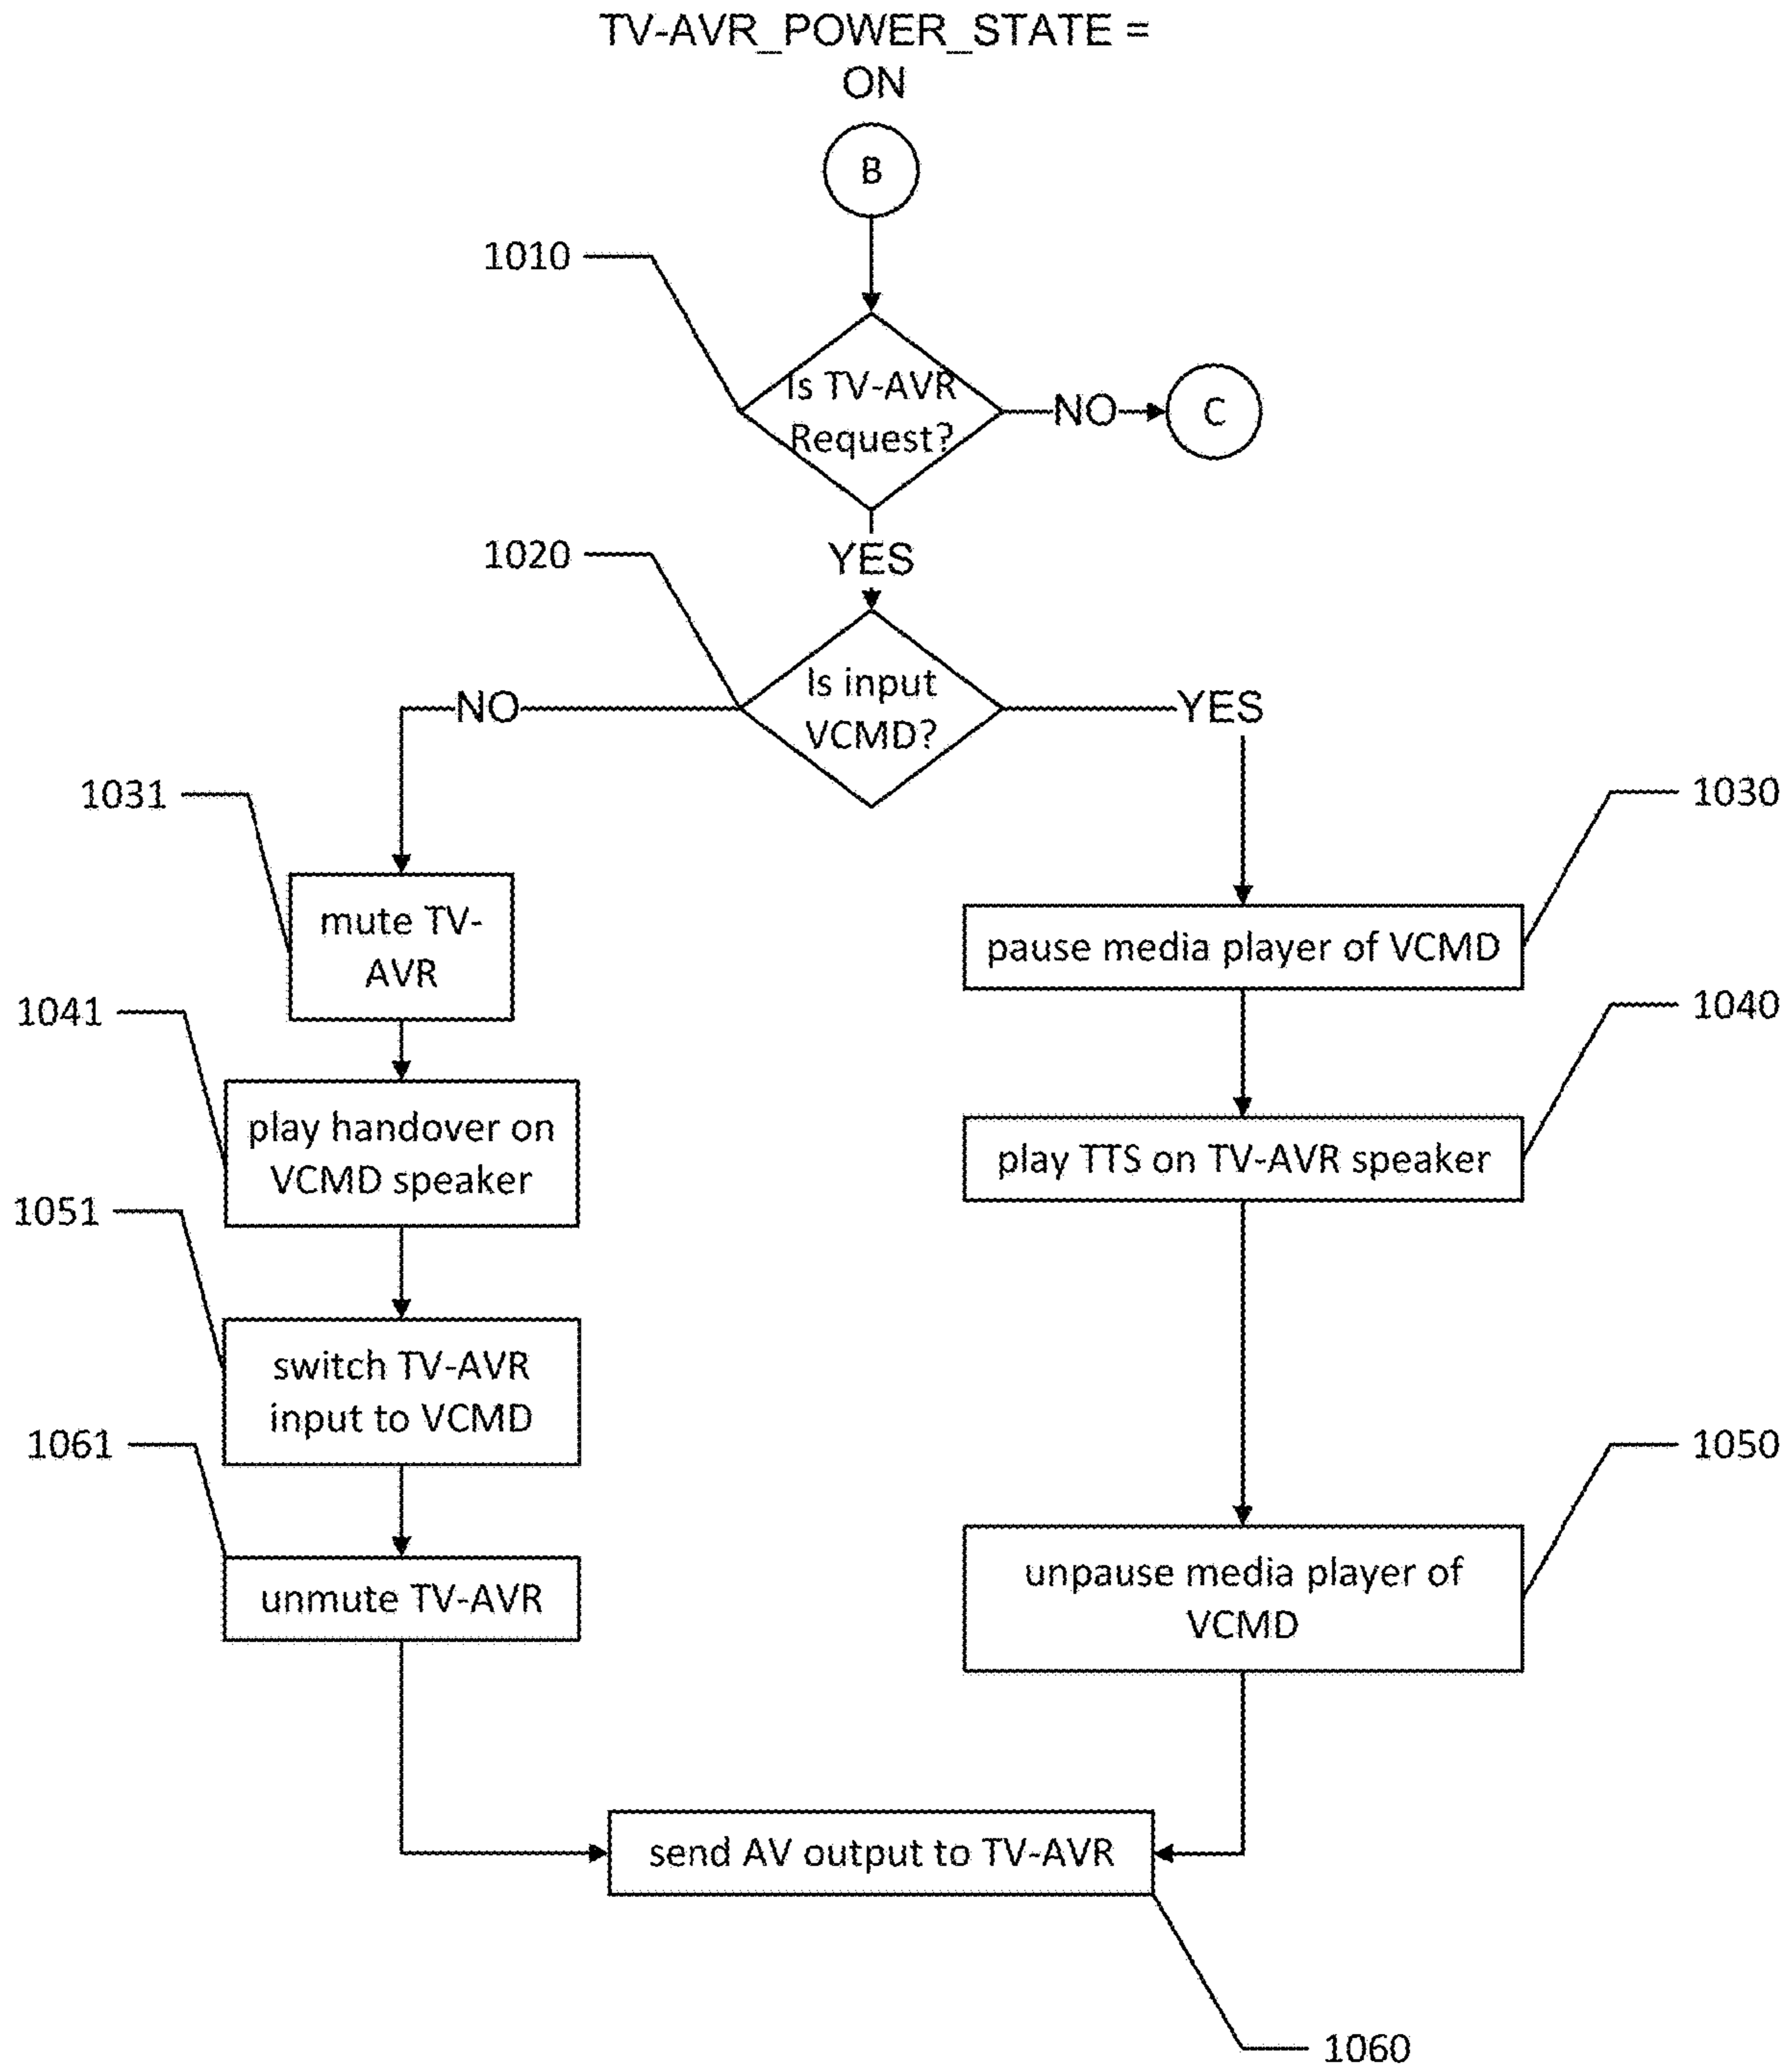 TV-AVR_POWER_STATE =
ON
B
1010
Is TV-AVR
Request?
NO
C
YES
1020
Is input
VCMD?
NO
YES
1031
mute TV-
AVR
1030
pause media player of VCMD
1041
play handover on
VCMD speaker
1040
play TTS on TV-AVR speaker
1051
switch TV-AVR
input to VCMD
1061
unmute TV-AVR
1050
unpause media player of
VCMD
send AV output to TV-AVR
1060